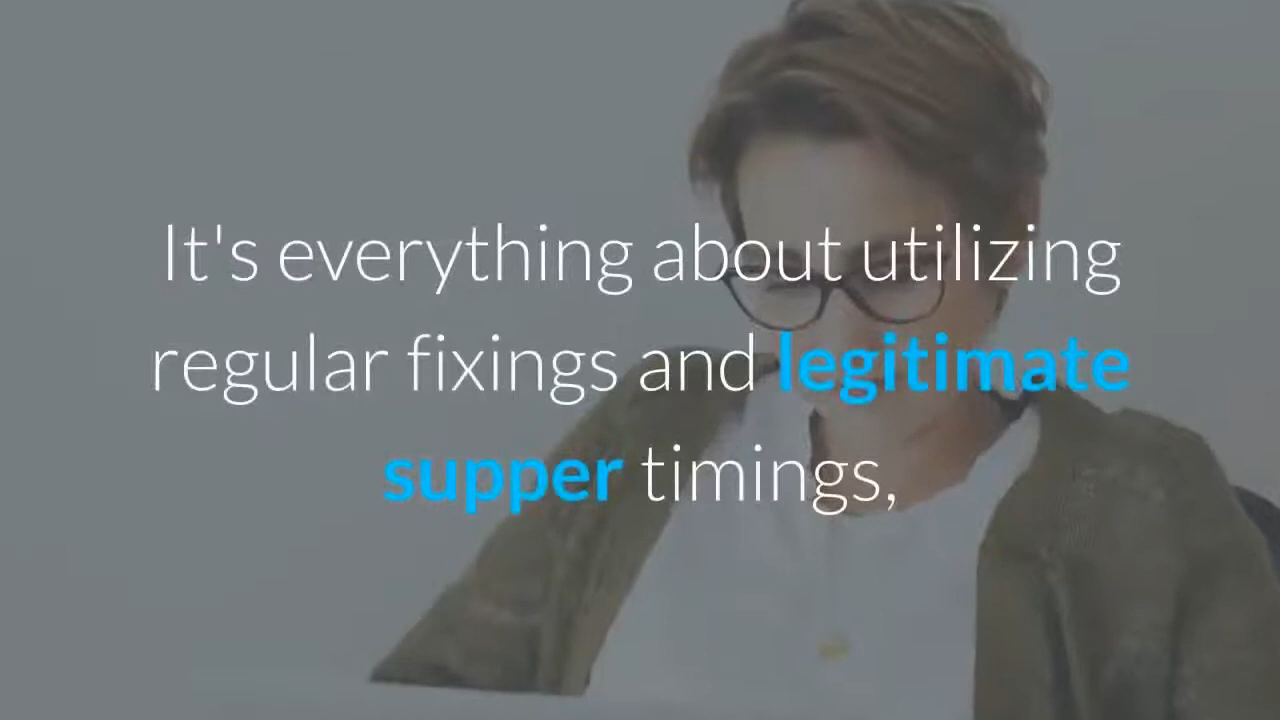 It's everything about utilizing
regular fixings and legitimate
supper timings,